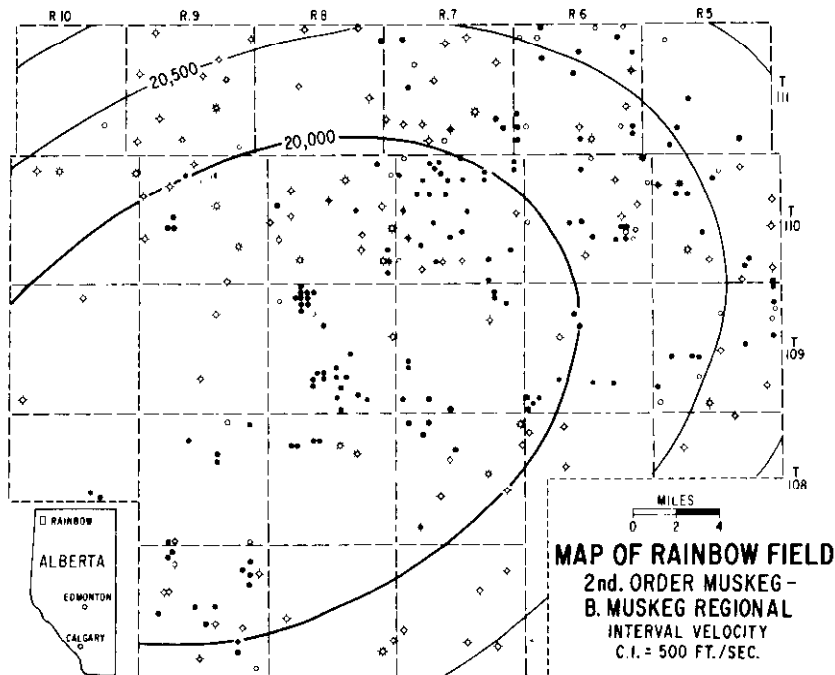 R 10 R.9 R 8 R.7 R 6 R5
20,500
T
111
20,000
T
110
T
109
T
108
MILES
0 2 4
RAINBOW
ALBERTA
EDMONTON
CALGARY
MAP OF RAINBOW FIELD
2nd. ORDER MUSKEG -
B. MUSKEG REGIONAL
INTERVAL VELOCITY
C.I. = 500 FT./SEC.